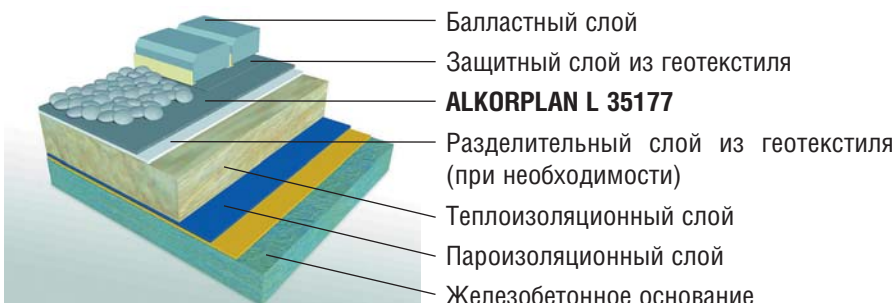 Балластный слой
Защитный слой из геотекстиля
ALKORPLAN L 35177
Разделительный слой из геотекстиля
(при необходимости)
Теплоизоляционный слой
Пароизоляционный слой
Железобетонное основание